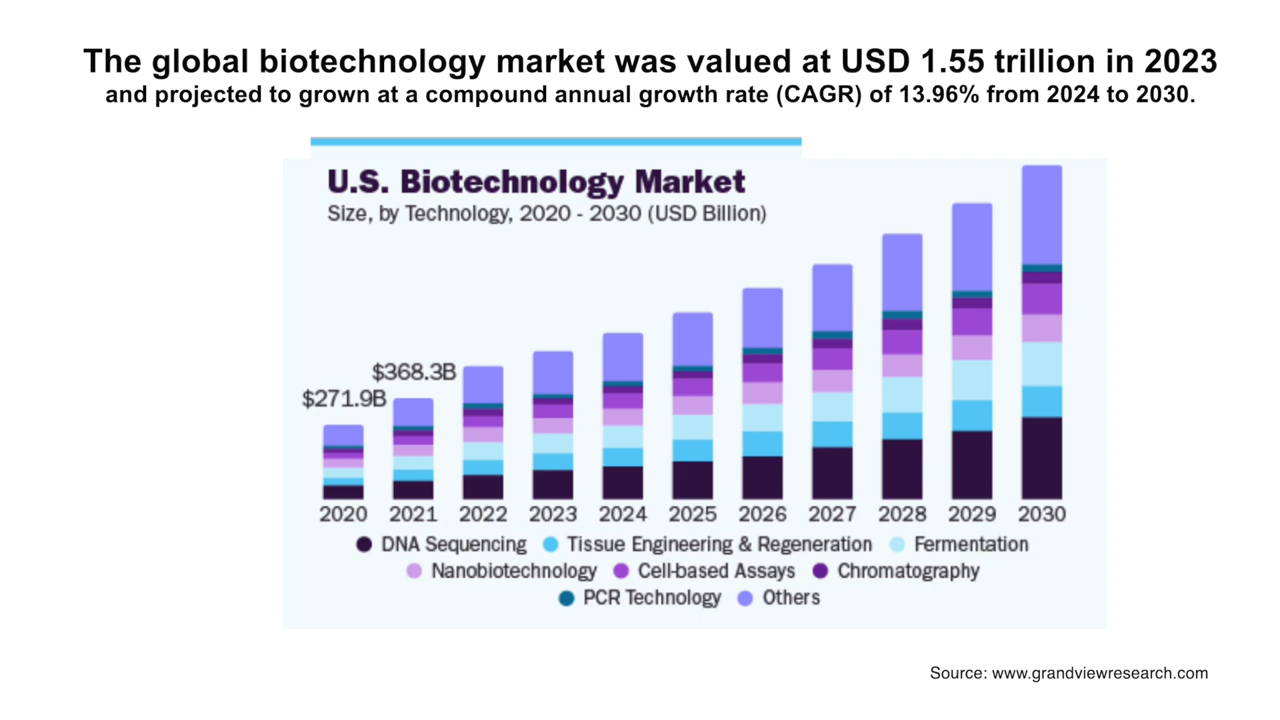 The global biotechnology market was valued at USD 1.55 trillion in 2023
and projected to grown at a compound annual growth rate (CAGR) of 13.96% from 2024 to 2030.
U.S. Biotechnology Market
Size, by Technology, 2020 - 2030 (USD Billion)
$368.3B
$271.9B
2020 2021 2022 2023 2024 2025 2026 2027 2028 2029 2030
DNA Sequencing Tissue Engineering & Regeneration Fermentation
Nanobiotechnology Cell-based Assays Chromatography
PCR Technology Others
Source: www.grandviewresearch.com